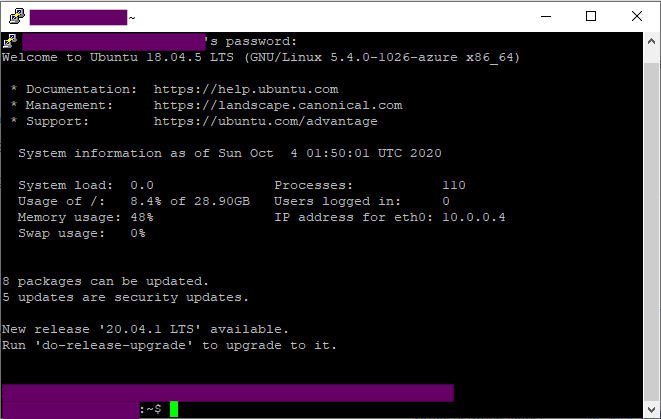 ~
's password:
Welcome to Ubuntu 18.04.5 LTS (GNU/Linux 5.4.0-1026-azure x86_64)
* Documentation:  https://help.ubuntu.com
* Management:     https://landscape.canonical.com
* Support:        https://ubuntu.com/advantage
System information as of Sun Oct  4 01:50:01 UTC 2020
System load:  0.0               Processes:           110
Usage of /:   8.4% of 28.90GB   Users logged in:     0
Memory usage: 48%               IP address for eth0: 10.0.0.4
Swap usage:   0%
8 packages can be updated.
5 updates are security updates.
New release '20.04.1 LTS' available.
Run 'do-release-upgrade' to upgrade to it.
:~$